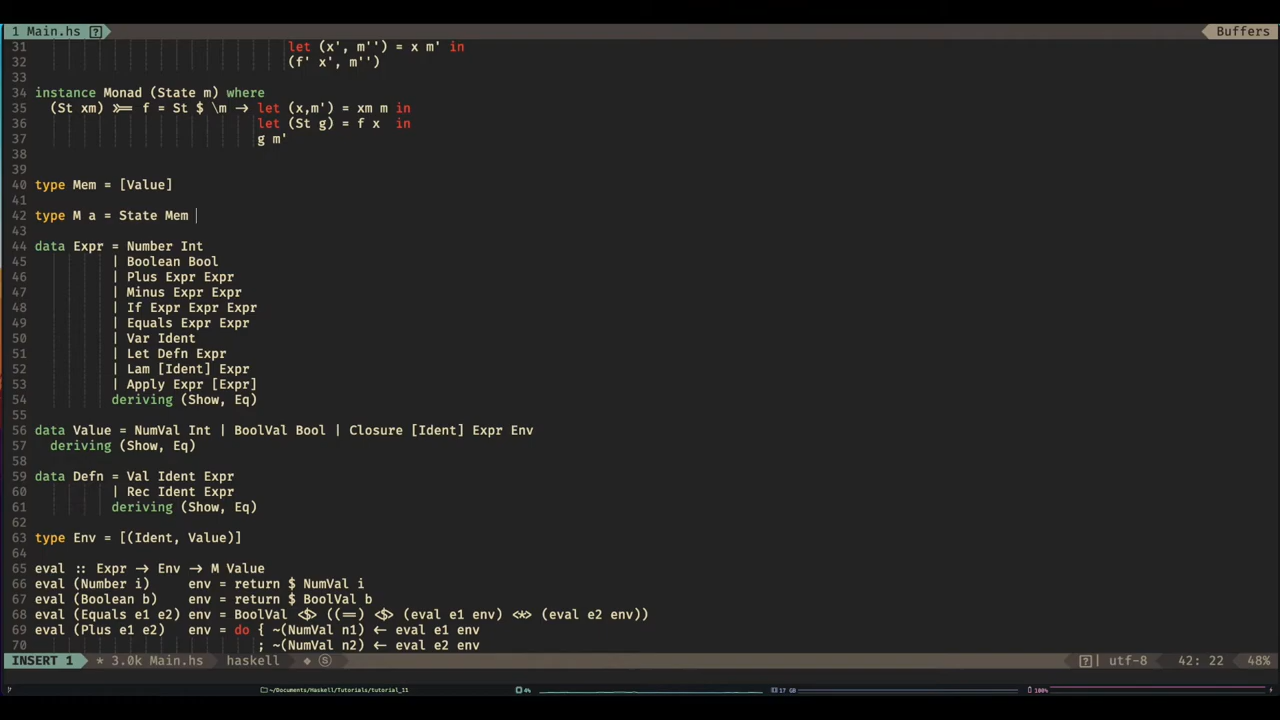 1 Main.hs ? Buffers
31 let (x', m'') = x m' in
32 (f' x', m'')
33
34 instance Monad (State m) where
35 (St xm) >>= f = St $ \m -> let (x,m') = xm m in
36 let (St g) = f x  in
37 g m'
38
39
40 type Mem = [Value]
41
42 type M a = State Mem
43
44 data Expr = Number Int
45 | Boolean Bool
46 | Plus Expr Expr
47 | Minus Expr Expr
48 | If Expr Expr Expr
49 | Equals Expr Expr
50 | Var Ident
51 | Let Defn Expr
52 | Lam [Ident] Expr
53 | Apply Expr [Expr]
54 deriving (Show, Eq)
55
56 data Value = NumVal Int | BoolVal Bool | Closure [Ident] Expr Env
57 deriving (Show, Eq)
58
59 data Defn = Val Ident Expr
60 | Rec Ident Expr
61 deriving (Show, Eq)
62
63 type Env = [(Ident, Value)]
64
65 eval :: Expr -> Env -> M Value
66 eval (Number i)     env = return $ NumVal i
67 eval (Boolean b)    env = return $ BoolVal b
68 eval (Equals e1 e2) env = BoolVal <$> ((==) <$> (eval e1 env) <*> (eval e2 env))
69 eval (Plus e1 e2)   env = do { ~(NumVal n1) <- eval e1 env
70 ; ~(NumVal n2) <- eval e2 env
INSERT 1 * 3.0k Main.hs haskell ? utf-8 42: 22 48%
~/Documents/Haskell/Tutorials/tutorial_11 4% 17 GB 100%